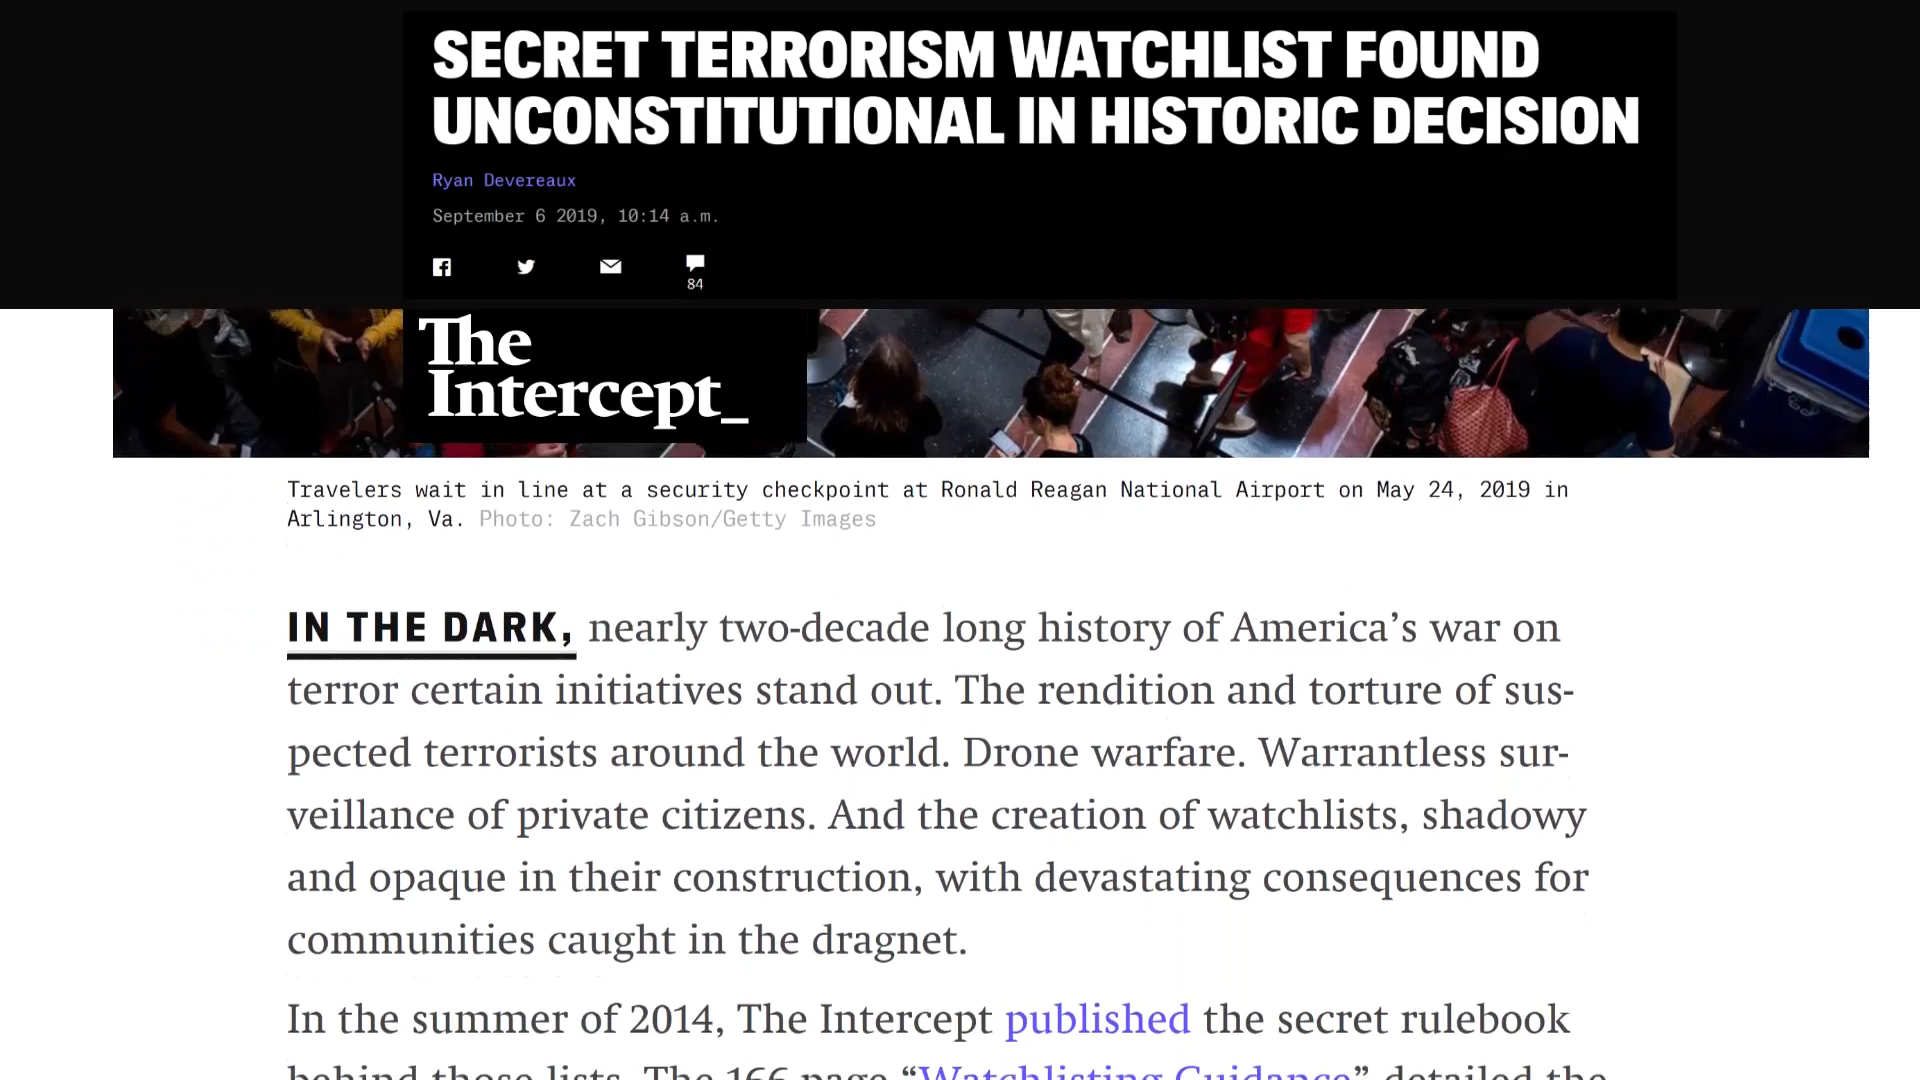 SECRET TERRORISM WATCHLIST FOUND
UNCONSTITUTIONAL IN HISTORIC DECISION
Ryan Devereaux
September 6 2019, 10:14 a.m.
84
The
Intercept_
Travelers wait in line at a security checkpoint at Ronald Reagan National Airport on May 24, 2019 in
Arlington, Va. Photo: Zach Gibson/Getty Images
IN THE DARK, nearly two-decade long history of America’s war on
terror certain initiatives stand out. The rendition and torture of sus-
pected terrorists around the world. Drone warfare. Warrantless sur-
veillance of private citizens. And the creation of watchlists, shadowy
and opaque in their construction, with devastating consequences for
communities caught in the dragnet.
In the summer of 2014, The Intercept published the secret rulebook
behind those lists. The 166 page “Watchlisting Guidance” detailed the